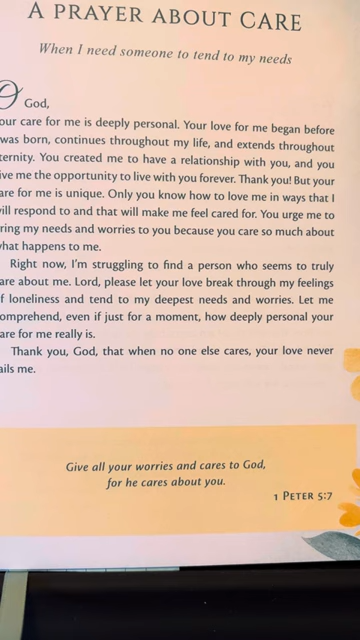 A PRAYER ABOUT CARE
When I need someone to tend to my needs
O God,
our care for me is deeply personal. Your love for me began before
was born, continues throughout my life, and extends throughout
ternity. You created me to have a relationship with you, and you
ive me the opportunity to live with you forever. Thank you! But your
are for me is unique. Only you know how to love me in ways that I
ill respond to and that will make me feel cared for. You urge me to
ring my needs and worries to you because you care so much about
hat happens to me.
Right now, I'm struggling to find a person who seems to truly
are about me. Lord, please let your love break through my feelings
f loneliness and tend to my deepest needs and worries. Let me
omprehend, even if just for a moment, how deeply personal your
are for me really is.
Thank you, God, that when no one else cares, your love never
ails me.
Give all your worries and cares to God,
for he cares about you.
1 PETER 5:7